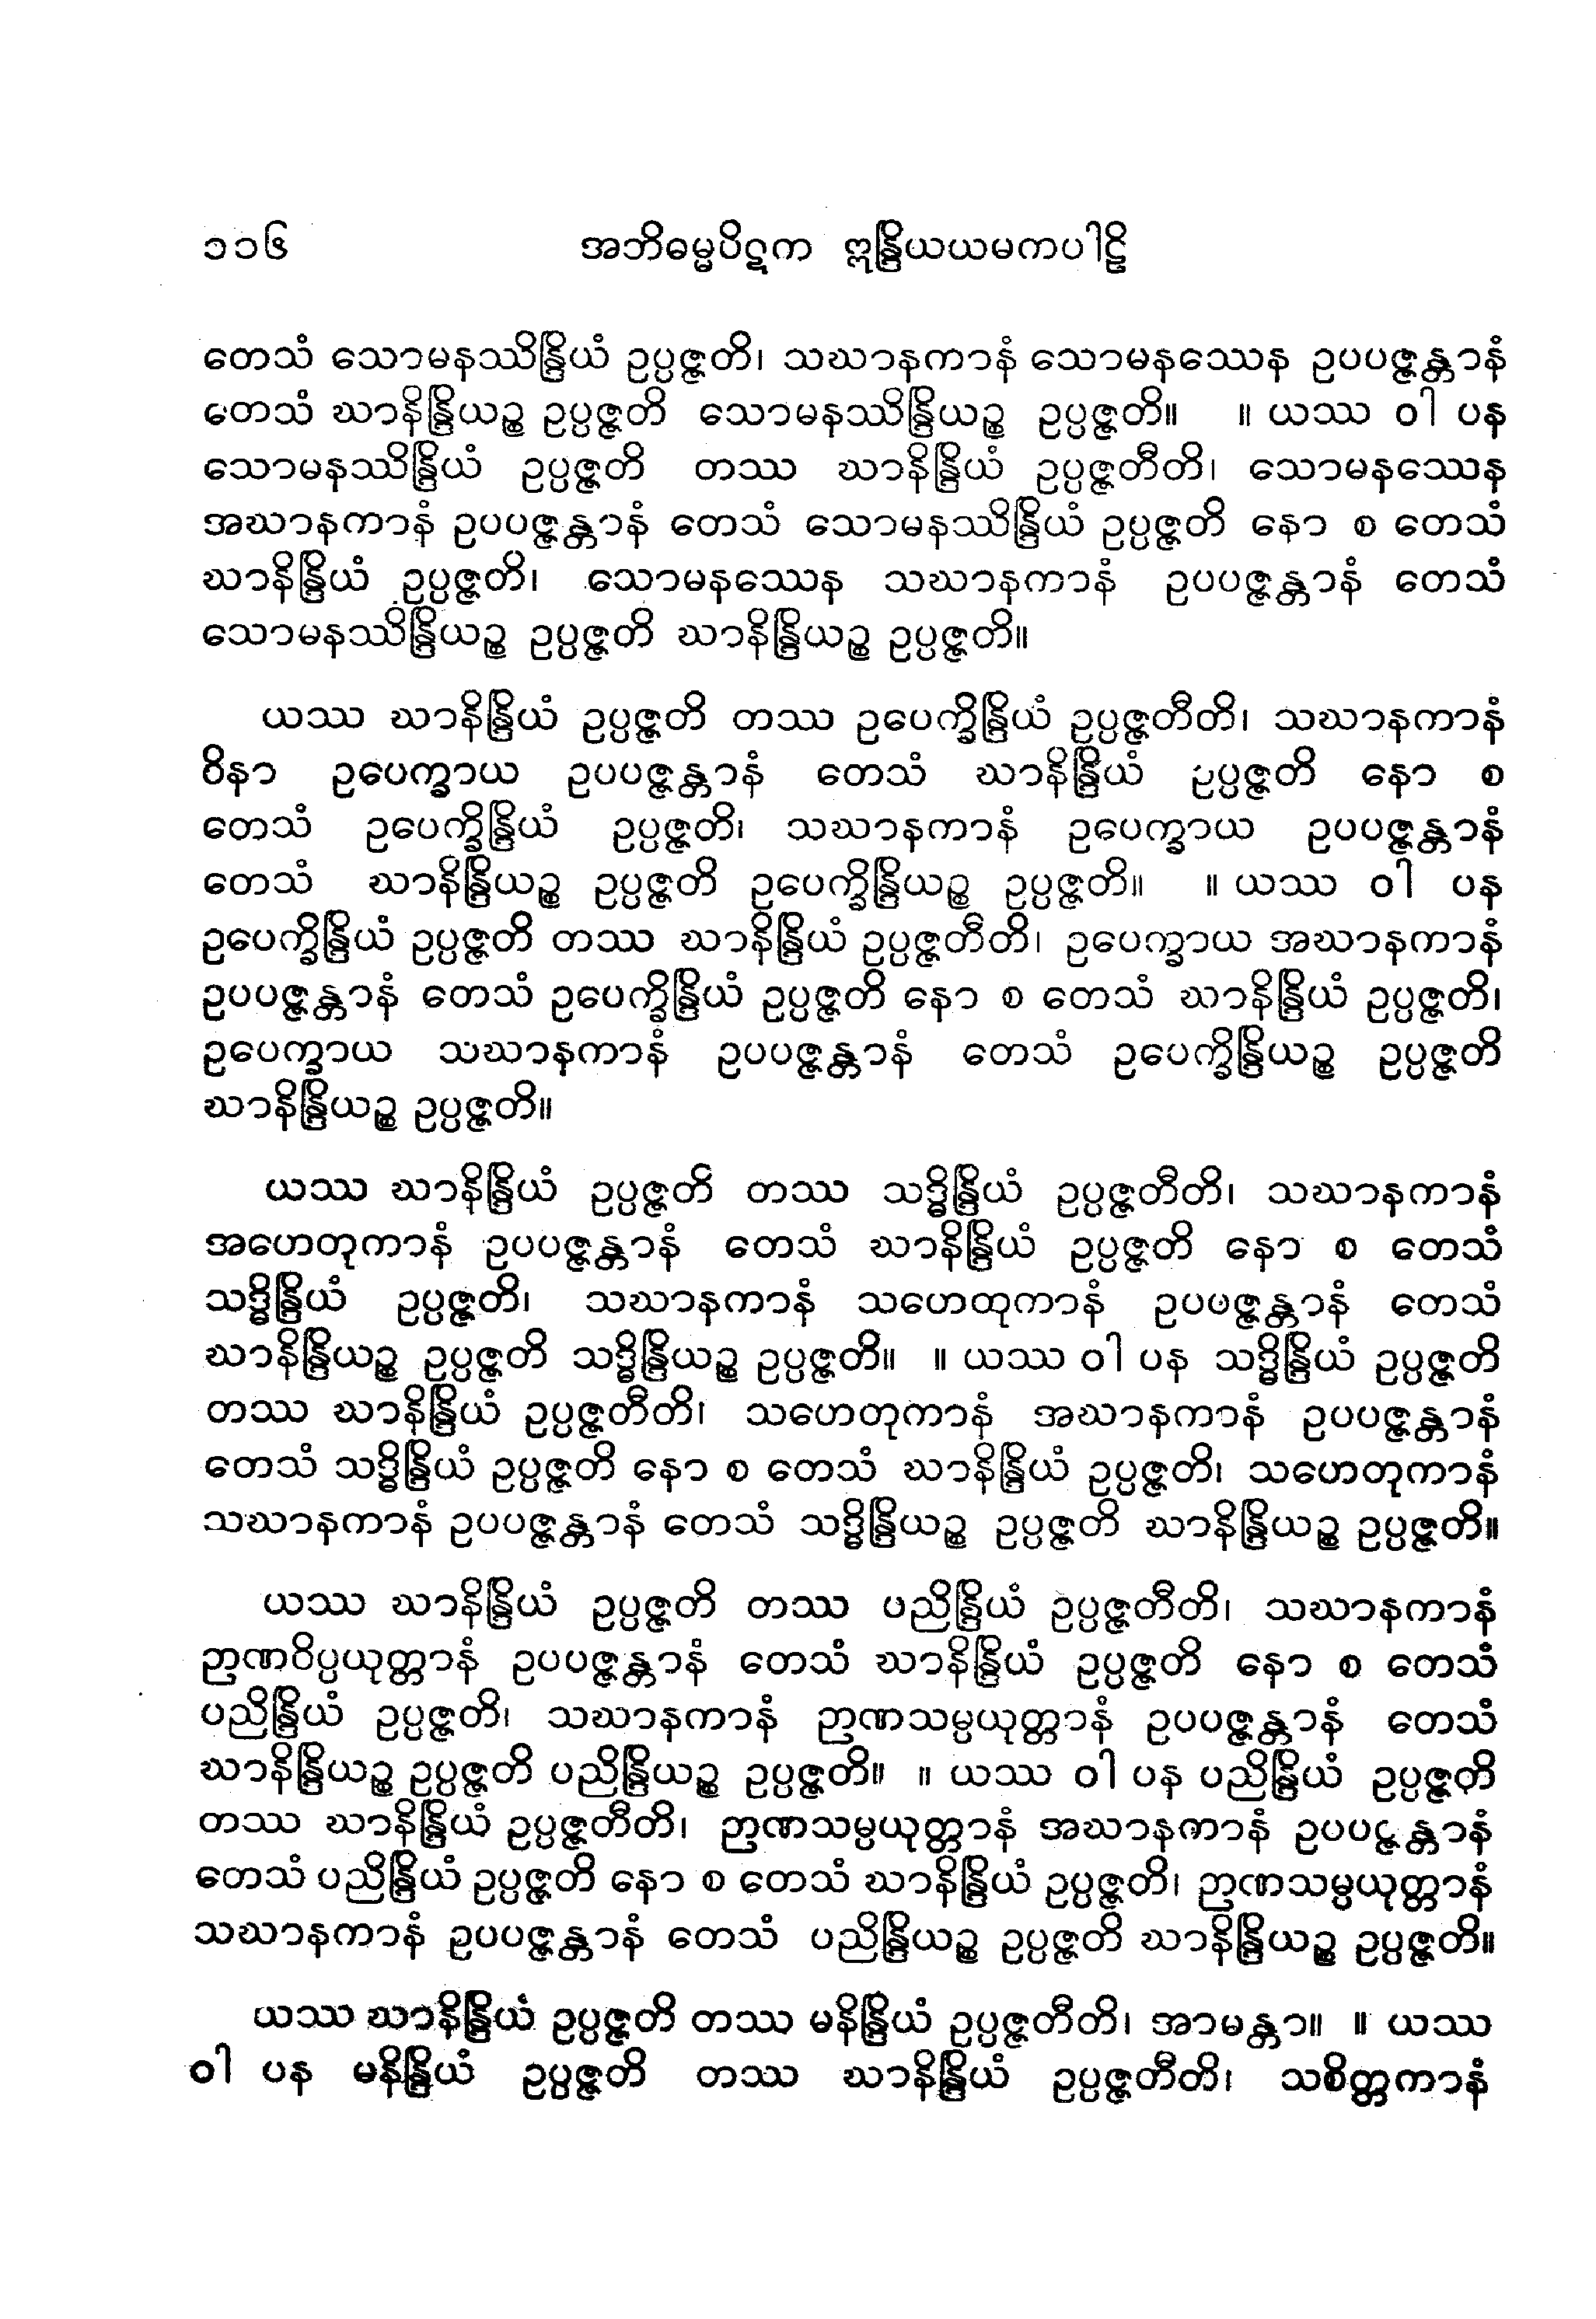 ၁၁၆ အဘိဓမ္မပိဋက ဣန္ဒြိယယမကပါဠိ
တေသံ သောမနဿိန္ဒြိယံ ဥပ္ပဇ္ဇတိ၊ သဃာနကာနံ သောမနဿေန ဥပပဇ္ဇန္တာနံ
တေသံ ဃာနိန္ဒြိယဉ္စ ဥပ္ပဇ္ဇတိ သောမနဿိန္ဒြိယဉ္စ ဥပ္ပဇ္ဇတိ။ ။ ယဿ ဝါ ပန
သောမနဿိန္ဒြိယံ ဥပ္ပဇ္ဇတိ တဿ ဃာနိန္ဒြိယံ ဥပ္ပဇ္ဇတီတိ၊ သောမနဿေန
အဃာနကာနံ ဥပပဇ္ဇန္တာနံ တေသံ သောမနဿိန္ဒြိယံ ဥပ္ပဇ္ဇတိ နော စ တေသံ
ဃာနိန္ဒြိယံ ဥပ္ပဇ္ဇတိ၊ သောမနဿေန သဃာနကာနံ ဥပပဇ္ဇန္တာနံ တေသံ
သောမနဿိန္ဒြိယဉ္စ ဥပ္ပဇ္ဇတိ ဃာနိန္ဒြိယဉ္စ ဥပ္ပဇ္ဇတိ။
ယဿ ဃာနိန္ဒြိယံ ဥပ္ပဇ္ဇတိ တဿ ဥပေက္ခိန္ဒြိယံ ဥပ္ပဇ္ဇတီတိ၊ သဃာနကာနံ
ဝိနာ ဥပေက္ခာယ ဥပပဇ္ဇန္တာနံ တေသံ ဃာနိန္ဒြိယံ ဥပ္ပဇ္ဇတိ နော စ
တေသံ ဥပေက္ခိန္ဒြိယံ ဥပ္ပဇ္ဇတိ၊ သဃာနကာနံ ဥပေက္ခာယ ဥပပဇ္ဇန္တာနံ
တေသံ ဃာနိန္ဒြိယဉ္စ ဥပ္ပဇ္ဇတိ ဥပေက္ခိန္ဒြိယဉ္စ ဥပ္ပဇ္ဇတိ။ ။ ယဿ ဝါ ပန
ဥပေက္ခိန္ဒြိယံ ဥပ္ပဇ္ဇတိ တဿ ဃာနိန္ဒြိယံ ဥပ္ပဇ္ဇတီတိ၊ ဥပေက္ခာယ အဃာနကာနံ
ဥပပဇ္ဇန္တာနံ တေသံ ဥပေက္ခိန္ဒြိယံ ဥပ္ပဇ္ဇတိ နော စ တေသံ ဃာနိန္ဒြိယံ ဥပ္ပဇ္ဇတိ၊
ဥပေက္ခာယ သဃာနကာနံ ဥပပဇ္ဇန္တာနံ တေသံ ဥပေက္ခိန္ဒြိယဉ္စ ဥပ္ပဇ္ဇတိ
ဃာနိန္ဒြိယဉ္စ ဥပ္ပဇ္ဇတိ။
ယဿ ဃာနိန္ဒြိယံ ဥပ္ပဇ္ဇတိ တဿ သဒ္ဓိန္ဒြိယံ ဥပ္ပဇ္ဇတီတိ၊ သဃာနကာနံ
အဟေတုကာနံ ဥပပဇ္ဇန္တာနံ တေသံ ဃာနိန္ဒြိယံ ဥပ္ပဇ္ဇတိ နော စ တေသံ
သဒ္ဓိန္ဒြိယံ ဥပ္ပဇ္ဇတိ၊ သဃာနကာနံ သဟေတုကာနံ ဥပပဇ္ဇန္တာနံ တေသံ
ဃာနိန္ဒြိယဉ္စ ဥပ္ပဇ္ဇတိ သဒ္ဓိန္ဒြိယဉ္စ ဥပ္ပဇ္ဇတိ။ ။ ယဿ ဝါ ပန သဒ္ဓိန္ဒြိယံ ဥပ္ပဇ္ဇတိ
တဿ ဃာနိန္ဒြိယံ ဥပ္ပဇ္ဇတီတိ၊ သဟေတုကာနံ အဃာနကာနံ ဥပပဇ္ဇန္တာနံ
တေသံ သဒ္ဓိန္ဒြိယံ ဥပ္ပဇ္ဇတိ နော စ တေသံ ဃာနိန္ဒြိယံ ဥပ္ပဇ္ဇတိ၊ သဟေတုကာနံ
သဃာနကာနံ ဥပပဇ္ဇန္တာနံ တေသံ သဒ္ဓိန္ဒြိယဉ္စ ဥပ္ပဇ္ဇတိ ဃာနိန္ဒြိယဉ္စ ဥပ္ပဇ္ဇတိ။
ယဿ ဃာနိန္ဒြိယံ ဥပ္ပဇ္ဇတိ တဿ ပညိန္ဒြိယံ ဥပ္ပဇ္ဇတီတိ၊ သဃာနကာနံ
ဉာဏဝိပ္ပယုတ္တာနံ ဥပပဇ္ဇန္တာနံ တေသံ ဃာနိန္ဒြိယံ ဥပ္ပဇ္ဇတိ နော စ တေသံ
ပညိန္ဒြိယံ ဥပ္ပဇ္ဇတိ၊ သဃာနကာနံ ဉာဏသမ္ပယုတ္တာနံ ဥပပဇ္ဇန္တာနံ တေသံ
ဃာနိန္ဒြိယဉ္စ ဥပ္ပဇ္ဇတိ ပညိန္ဒြိယဉ္စ ဥပ္ပဇ္ဇတိ။ ။ ယဿ ဝါ ပန ပညိန္ဒြိယံ ဥပ္ပဇ္ဇတိ
တဿ ဃာနိန္ဒြိယံ ဥပ္ပဇ္ဇတီတိ၊ ဉာဏသမ္ပယုတ္တာနံ အဃာနကာနံ ဥပပဇ္ဇန္တာနံ
တေသံ ပညိန္ဒြိယံ ဥပ္ပဇ္ဇတိ နော စ တေသံ ဃာနိန္ဒြိယံ ဥပ္ပဇ္ဇတိ၊ ဉာဏသမ္ပယုတ္တာနံ
သဃာနကာနံ ဥပပဇ္ဇန္တာနံ တေသံ ပညိန္ဒြိယဉ္စ ဥပ္ပဇ္ဇတိ ဃာနိန္ဒြိယဉ္စ ဥပ္ပဇ္ဇတိ။
ယဿ ဃာနိန္ဒြိယံ ဥပ္ပဇ္ဇတိ တဿ မနိန္ဒြိယံ ဥပ္ပဇ္ဇတီတိ၊ အာမန္တာ။ ။ ယဿ
ဝါ ပန မနိန္ဒြိယံ ဥပ္ပဇ္ဇတိ တဿ ဃာနိန္ဒြိယံ ဥပ္ပဇ္ဇတီတိ၊ သစိတ္တကာနံ